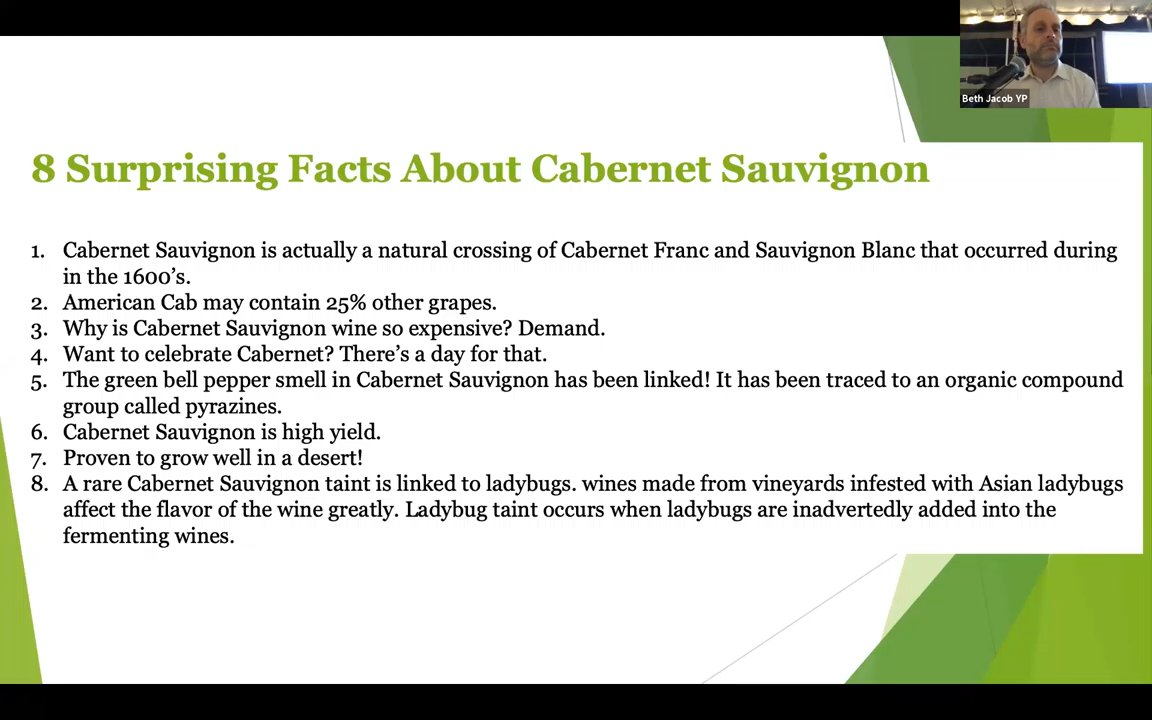 Beth Jacob YP
8 Surprising Facts About Cabernet Sauvignon
1. Cabernet Sauvignon is actually a natural crossing of Cabernet Franc and Sauvignon Blanc that occurred during
in the 1600's.
2. American Cab may contain 25% other grapes.
3. Why is Cabernet Sauvignon wine so expensive? Demand.
4. Want to celebrate Cabernet? There's a day for that.
5. The green bell pepper smell in Cabernet Sauvignon has been linked! It has been traced to an organic compound
group called pyrazines.
6. Cabernet Sauvignon is high yield.
7. Proven to grow well in a desert!
8. A rare Cabernet Sauvignon taint is linked to ladybugs. wines made from vineyards infested with Asian ladybugs
affect the flavor of the wine greatly. Ladybug taint occurs when ladybugs are inadvertedly added into the
fermenting wines.